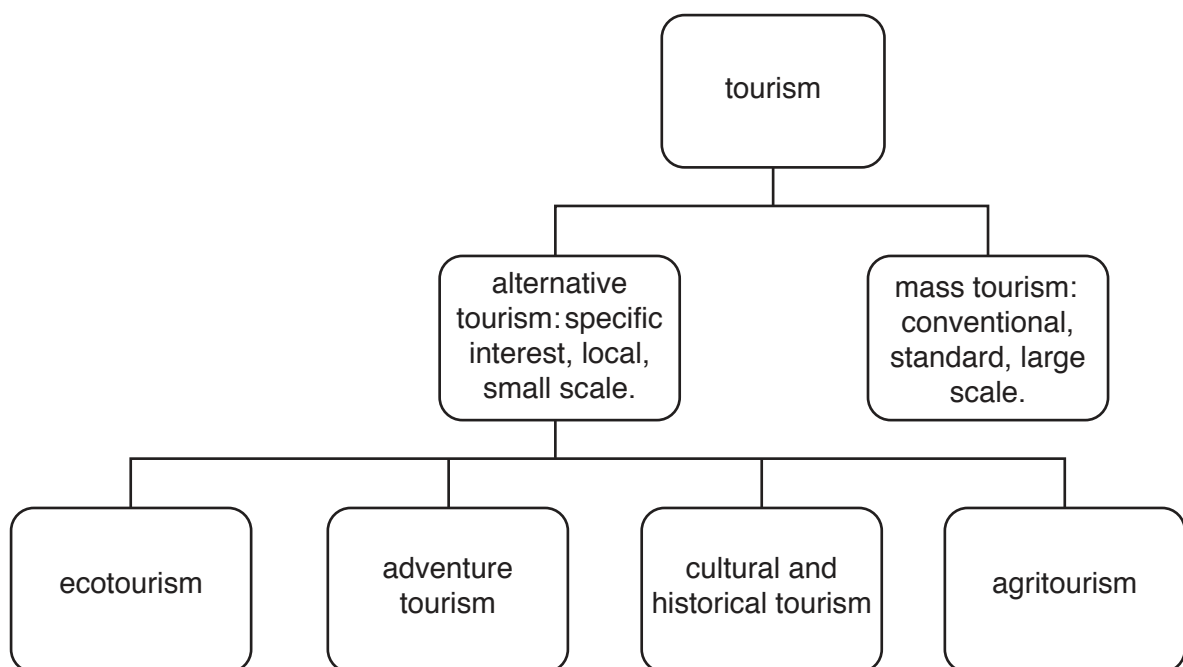 tourism
alternative
tourism: specific
interest, local,
small scale.
mass tourism:
conventional,
standard, large
scale.
ecotourism
adventure
tourism
cultural and
historical tourism
agritourism